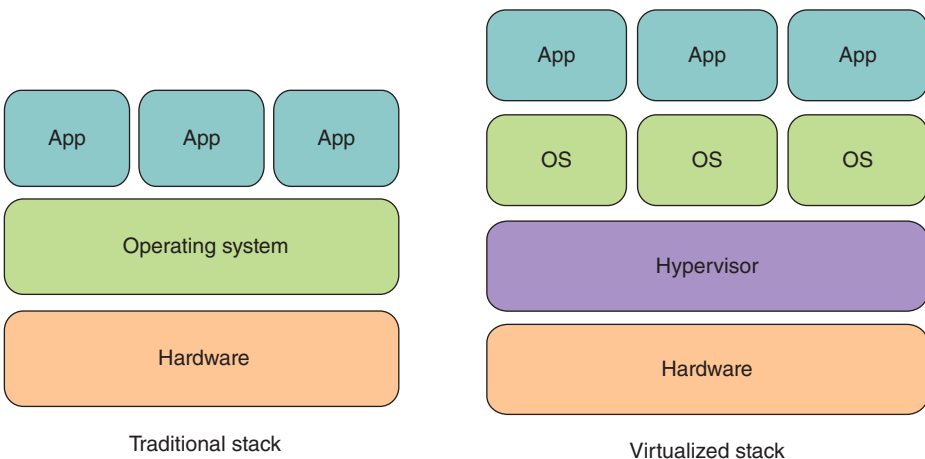 App App App
Operating system
Hardware
Traditional stack
App App App
OS OS OS
Hypervisor
Hardware
Virtualized stack